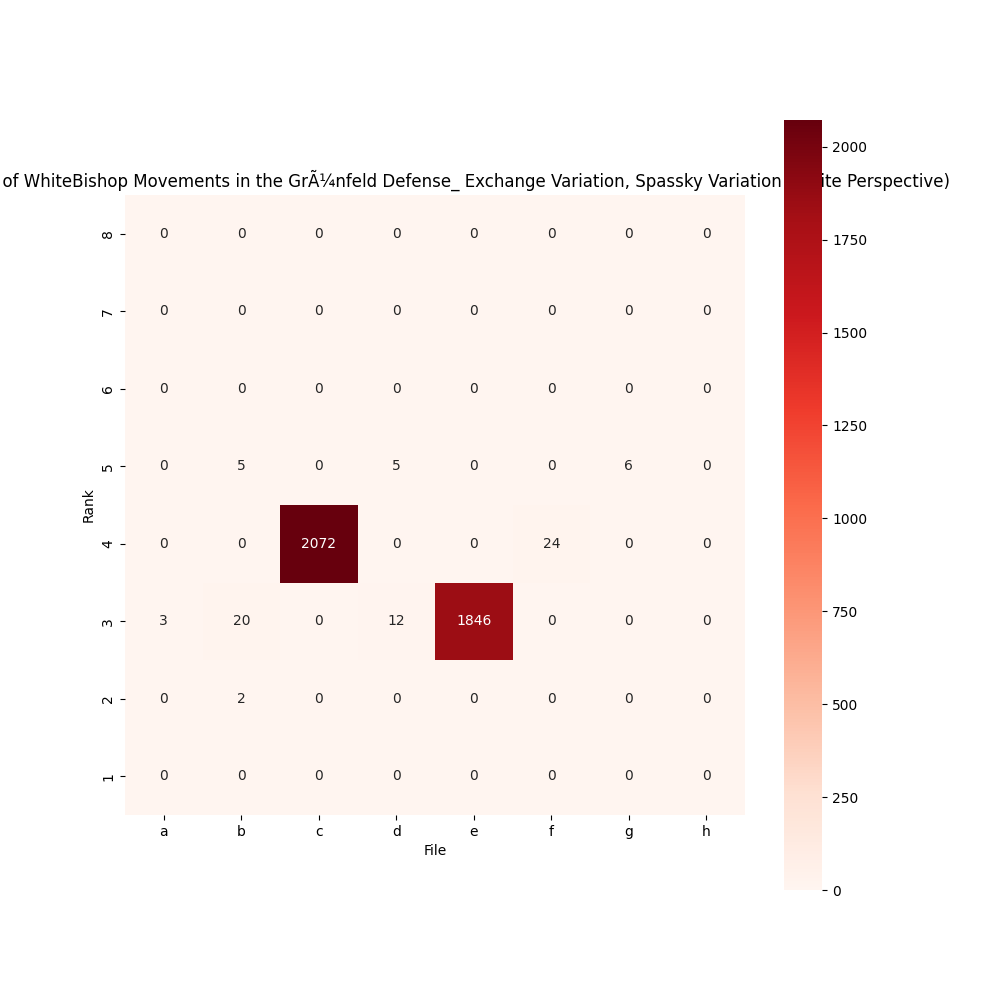 of WhiteBishop Movements in the GrÃ¼nfeld Defense_ Exchange Variation, Spassky Variation ite Perspective)
8 0 0 0 0 0 0 0 0
7 0 0 0 0 0 0 0 0
6 0 0 0 0 0 0 0 0
5 0 5 0 5 0 0 6 0
4 0 0 2072 0 0 24 0 0
3 3 20 0 12 1846 0 0 0
2 0 2 0 0 0 0 0 0
1 0 0 0 0 0 0 0 0
a b c d e f g h
File
Rank
2000
1750
1500
1250
1000
750
500
250
0